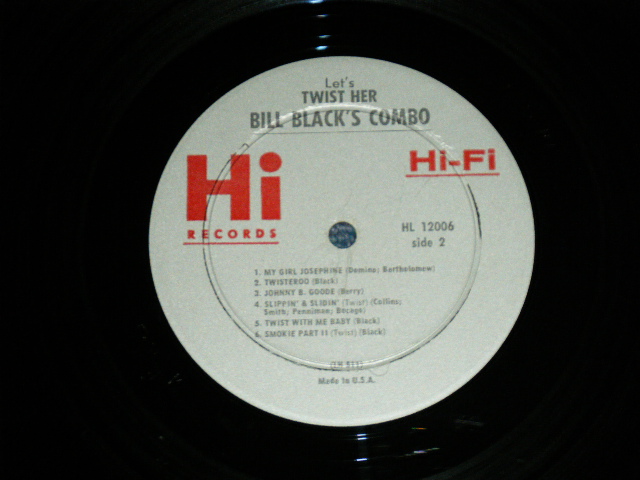 Let's
TWIST HER
BILL BLACK'S COMBO
Hi
RECORDS
Hi-Fi
HL 12006
side 2
1. MY GIRL JOSEPHINE (Domino; Bartholomew)
2. TWISTEROO (Black)
3. JOHNNY B. GOODE (Berry)
4. SLIPPIN' & SLIDIN' (Twist) (Collins;
Smith; Penniman; Bocage)
5. TWIST WITH ME BABY (Black)
6. SMOKIE PART II (Twist) (Black)
Made in U.S.A.